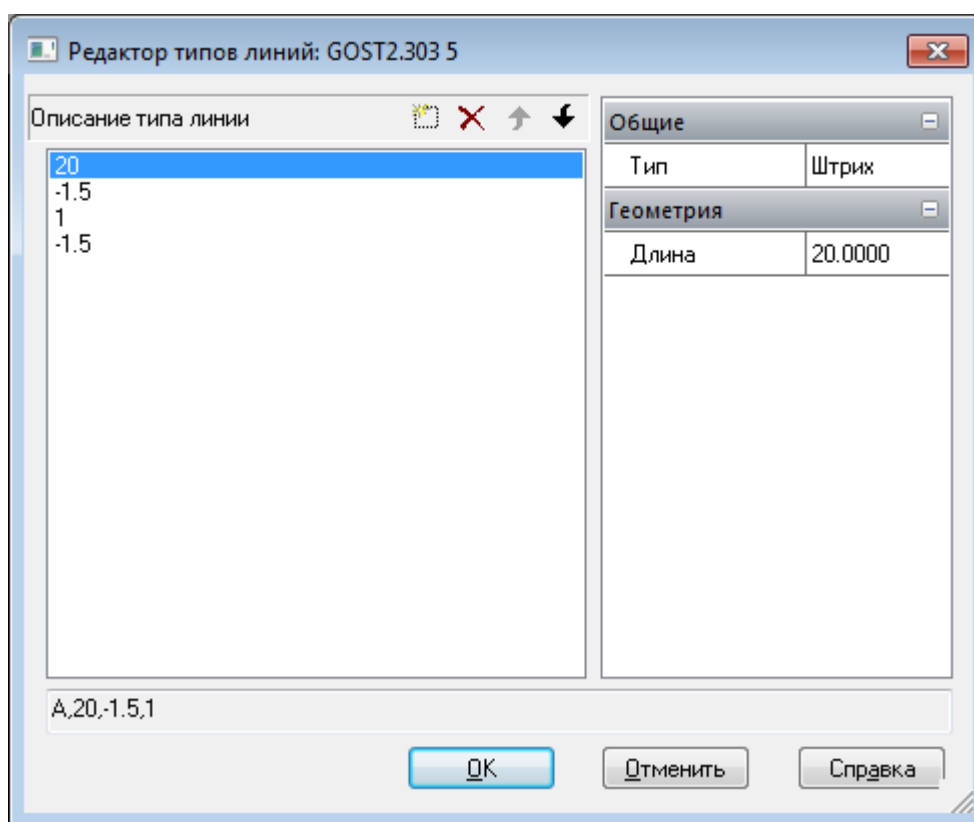 Редактор типов линий: GOST2.303 5
Описание типа линии
20
-1.5
1
-1.5
Общие
Тип Штрих
Геометрия
Длина 20.0000
A,20,-1.5,1
OK Отменить Справка